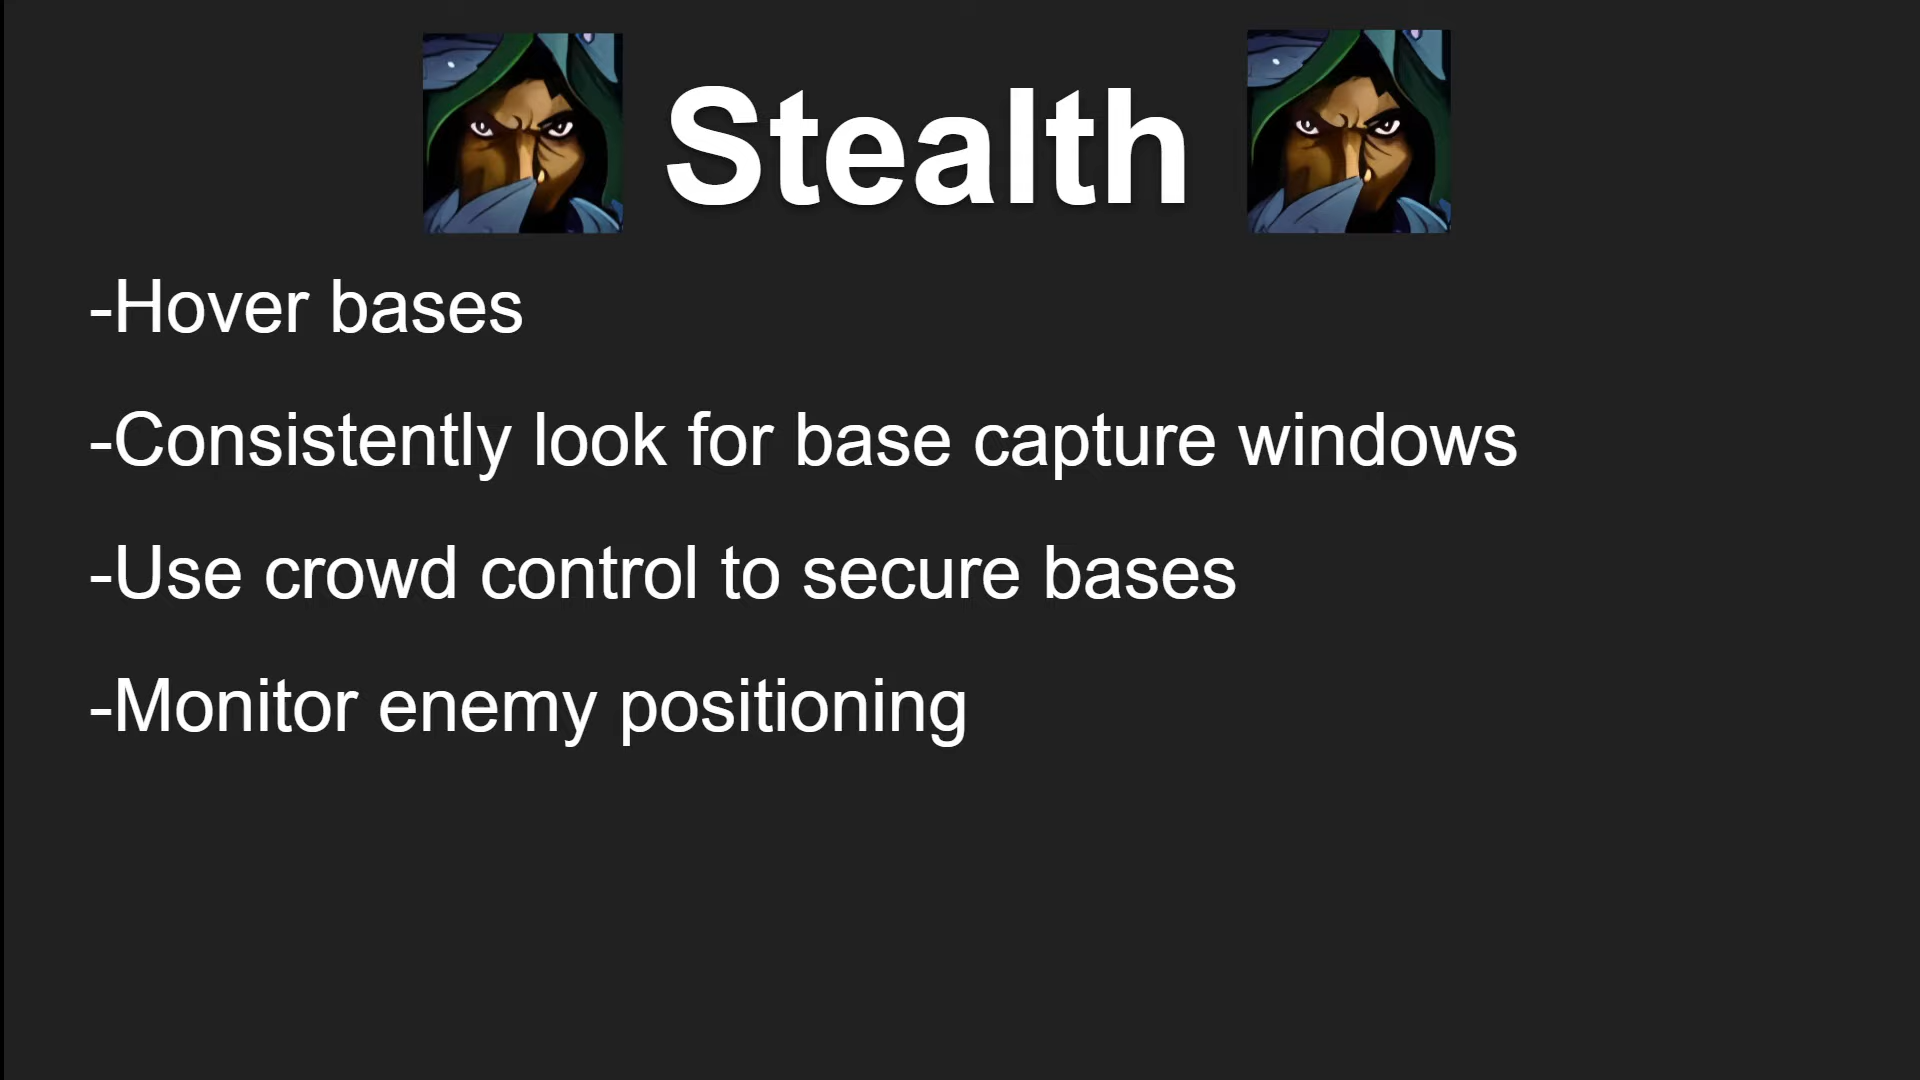 Stealth
-Hover bases
-Consistently look for base capture windows
-Use crowd control to secure bases
-Monitor enemy positioning